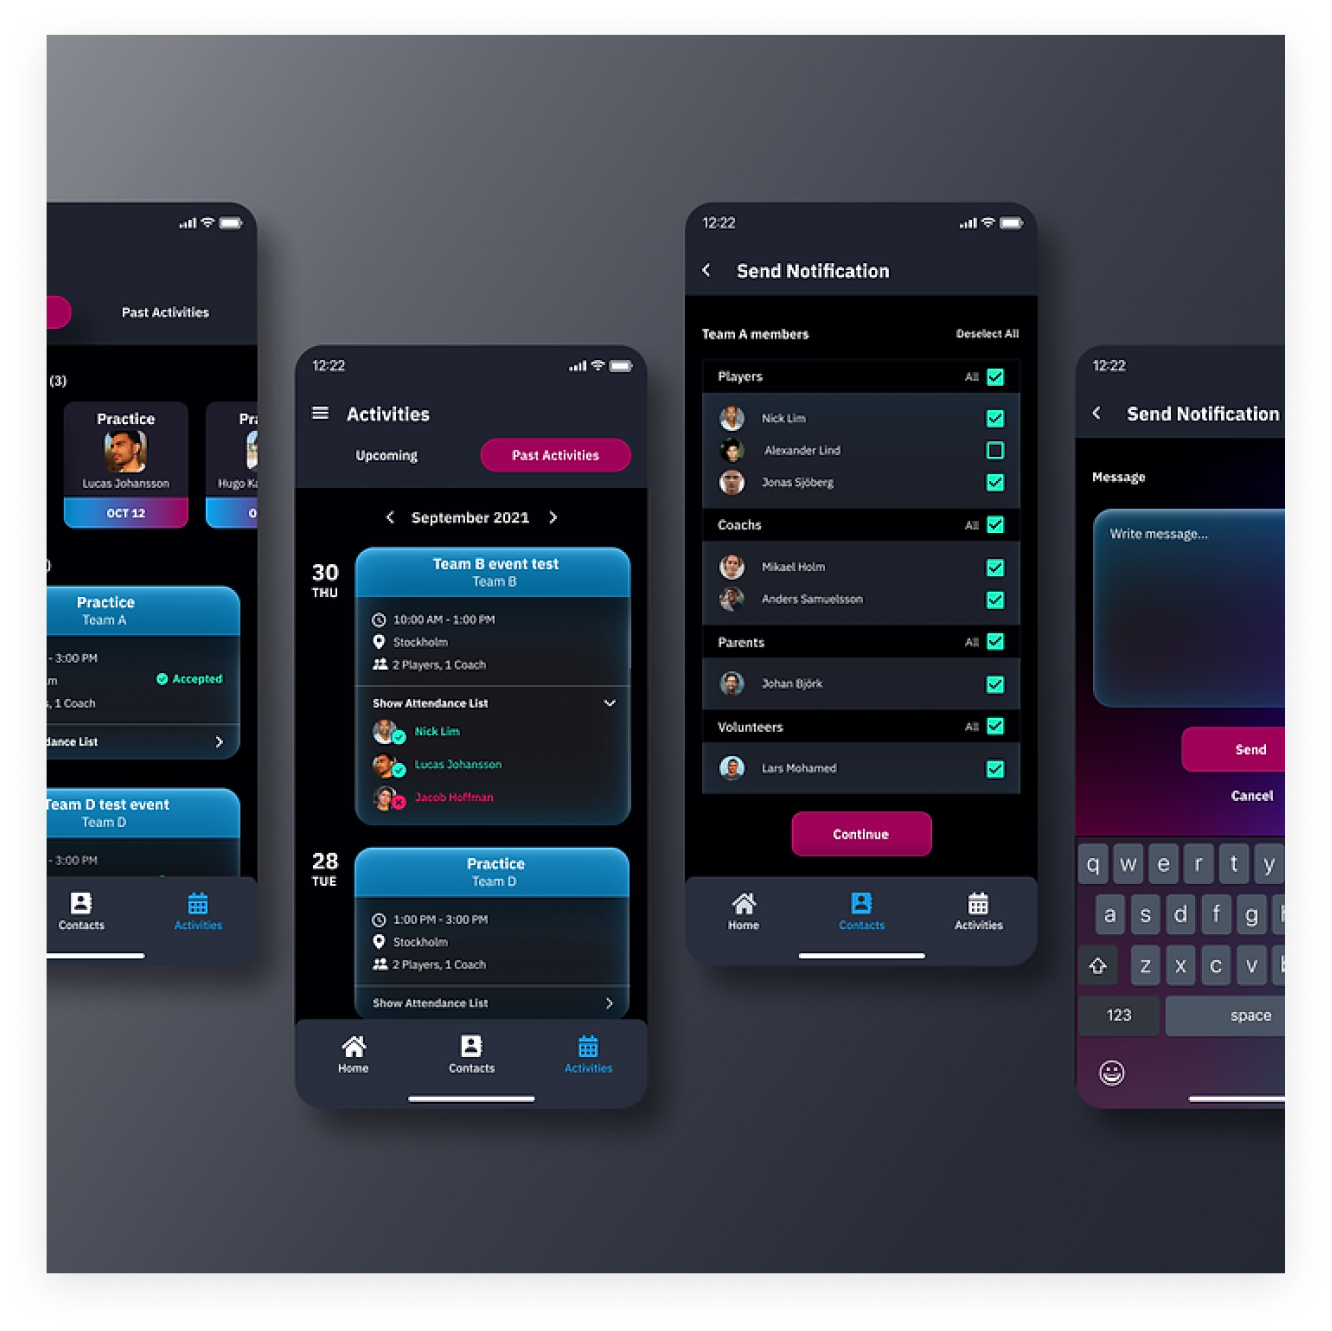 Past Activities
(3)
Practice
Lucas Johansson
OCT 12
Hugo
Practice
Team A
- 3:00 PM
Accepted
, 1 Coach
List
Team D test event
Team D
- 3:00 PM
Contacts
Activities
12:22
Activities
Upcoming
Past Activities
September 2021
30
THU
Team B event test
Team B
10:00 AM - 1:00 PM
Stockholm
2 Players, 1 Coach
Show Attendance List
Nick Lim
Lucas Johansson
Jacob Hoffman
28
TUE
Practice
Team D
1:00 PM - 3:00 PM
Stockholm
2 Players, 1 Coach
Show Attendance List
Home
Contacts
Activities
12:22
Send Notification
Team A members
Deselect All
Players
All
Nick Lim
Alexander Lind
Jonas Sjöberg
Coachs
All
Mikael Holm
Anders Samuelsson
Parents
All
Johan Björk
Volunteers
All
Lars Mohamed
Continue
Home
Contacts
Activities
12:22
Send Notification
Message
Write message...
Send
Cancel
q w e r t y
a s d f g
z x c v
123
space